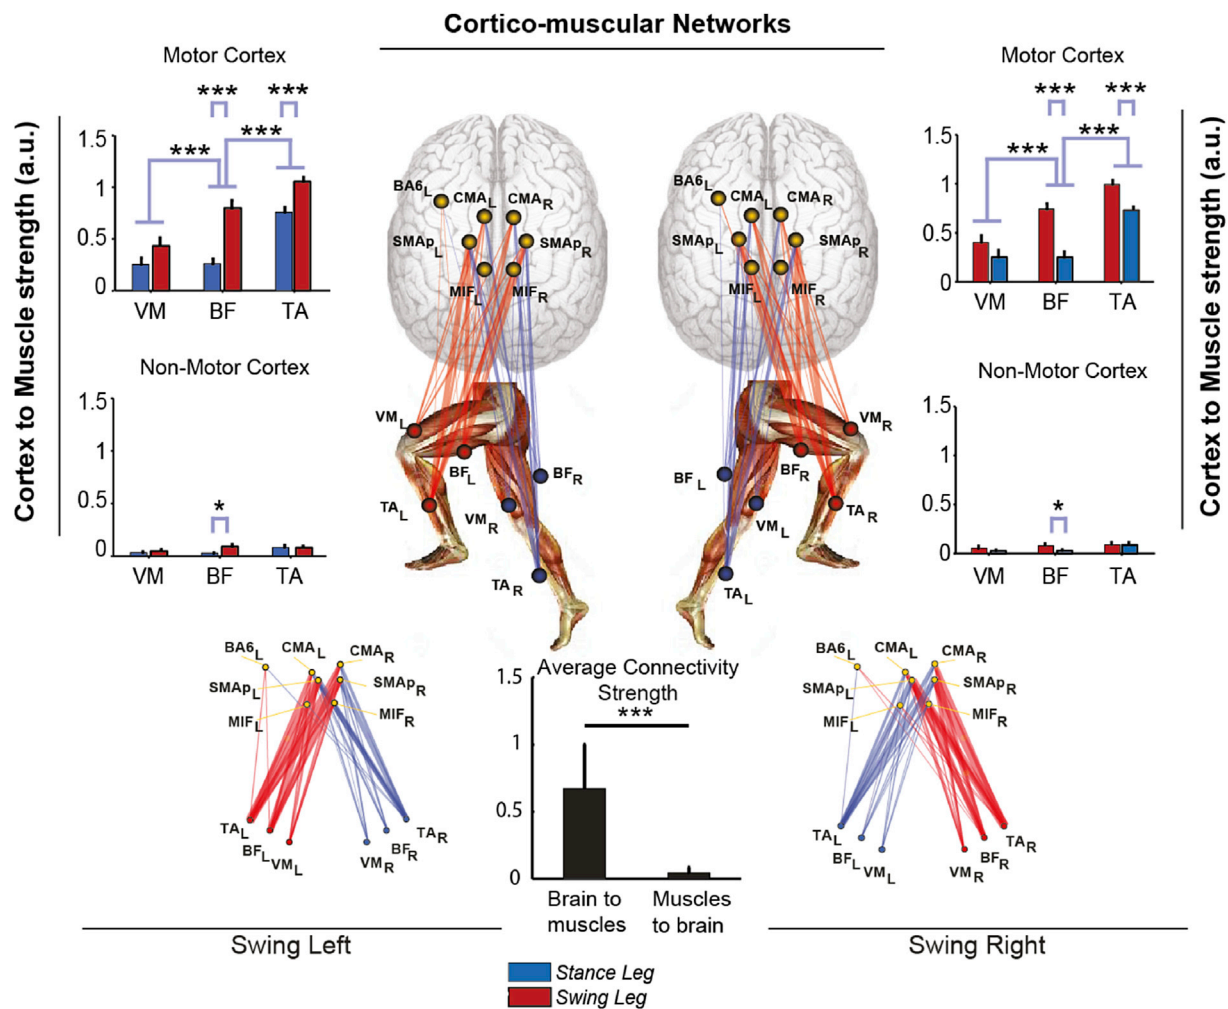 Cortico-muscular Networks
Motor Cortex
*** ***
*** ***
1.5
1
0.5
0
VM BF TA
Cortex to Muscle strength (a.u.)
Non-Motor Cortex
1.5
1
0.5
0
*
VM BF TA
BA6L
CMAL
CMAR
SMApL
SMApR
MIFL
MIFR
VML
BFL
BFR
TAL
VMR
TAR
BA6L
CMAL
CMAR
SMApL
SMApR
MIFL
MIFR
VMR
BFR
BFL
TAR
VML
TAL
Motor Cortex
*** ***
*** ***
1.5
1
0.5
0
VM BF TA
Cortex to Muscle strength (a.u.)
Non-Motor Cortex
1.5
1
0.5
0
*
VM BF TA
BA6L
CMAL
CMAR
SMApL
SMApR
MIFL
MIFR
TAL
BFL
VML
VMR
BFR
TAR
Average Connectivity
Strength
***
1.5
1
0.5
0
Brain to
muscles
Muscles
to brain
BA6L
CMAL
CMAR
SMApL
SMApR
MIFL
MIFR
TAL
BFL
VML
VMR
BFR
TAR
Swing Left
Swing Right
Stance Leg
Swing Leg